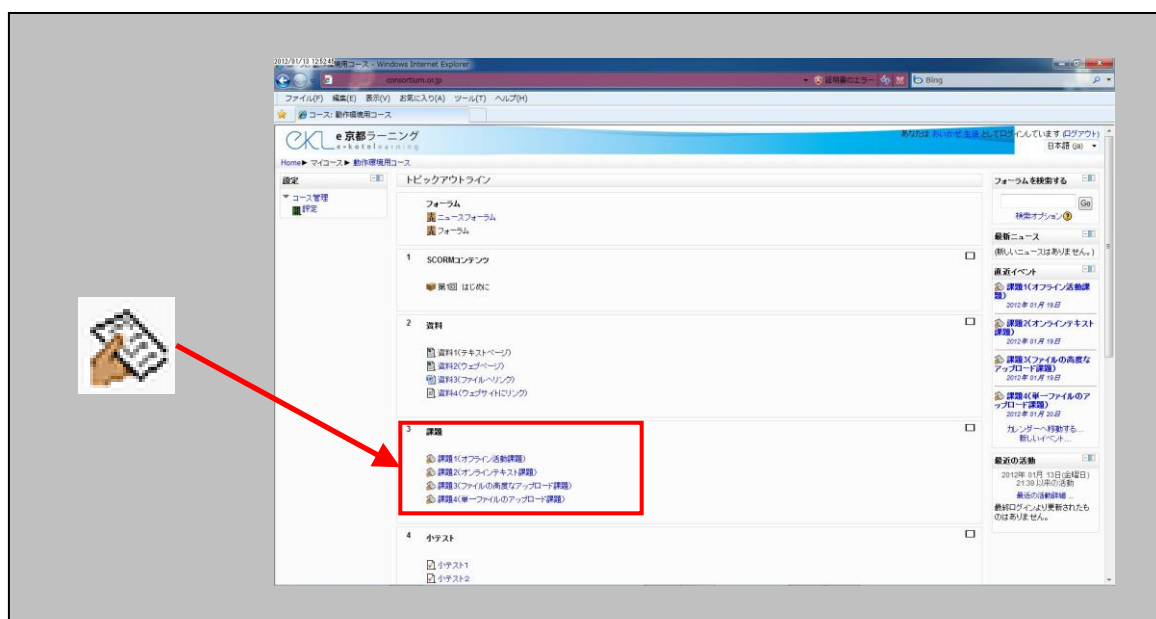 2012/01/13 12:52:45
境用コース - Windows Internet Explorer
consortium.or.jp
証明書のエラー
Bing
ファイル(F) 編集(E) 表示(V) お気に入り(A) ツール(T) ヘルプ(H)
コース: 動作環境用コース
e京都ラーニング
e-kotolearning
あなたは おいかぜ 生徒 としてログインしています (ログアウト)
日本語 (ja)
Home► マイコース► 動作環境用コース
設定
コース管理
評定
トピックアウトライン
フォーラム
ニュースフォーラム
フォーラム
1 SCORMコンテンツ
第1回 はじめに
2 資料
資料1(テキストページ)
資料2(ウェブページ)
資料3(ファイルへリンク)
資料4(ウェブサイトにリンク)
3 課題
課題1(オフライン活動課題)
課題2(オンラインテキスト課題)
課題3(ファイルの高度なアップロード課題)
課題4(単一ファイルのアップロード課題)
4 小テスト
小テスト1
小テスト2
フォーラムを検索する
Go
検索オプション
最新ニュース
(新しいニュースはありません。)
直近イベント
課題1(オフライン活動課題)
2012年 01月 19日
課題2(オンラインテキスト課題)
2012年 01月 19日
課題3(ファイルの高度なアップロード課題)
2012年 01月 19日
課題4(単一ファイルのアップロード課題)
2012年 01月 20日
カレンダーへ移動する...
新しいイベント...
最近の活動
2012年 01月 13日(金曜日)
21:39 以来の活動
最近の活動詳細 ...
最終ログインより更新されたも
のはありません。